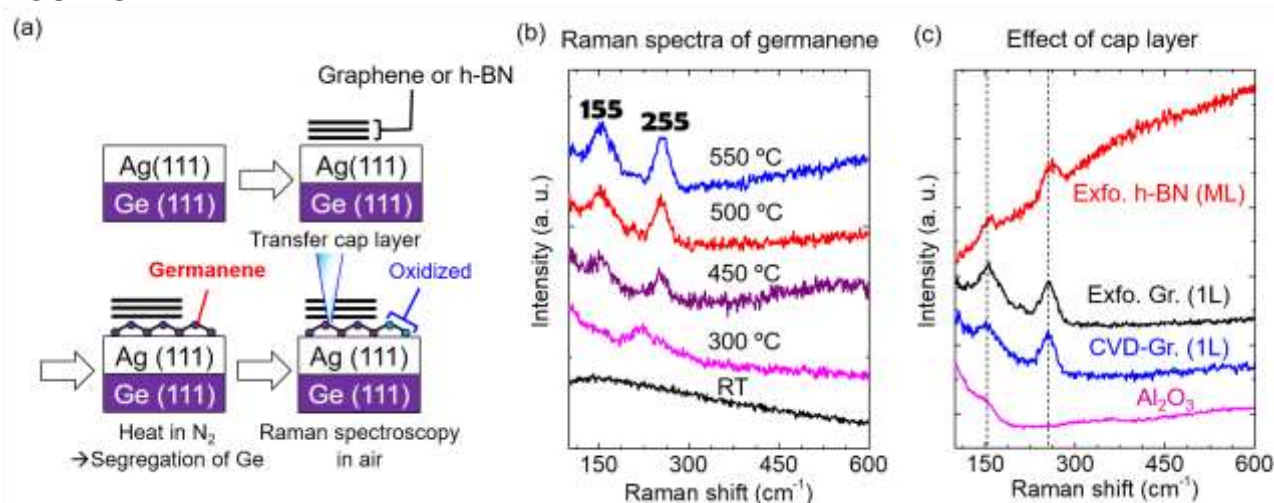 (a)
Graphene or h-BN
Ag(111)
Ge (111)
Ag(111)
Ge (111)
Transfer cap layer
Germanene
Oxidized
Ag (111)
Ge (111)
Ag (111)
Ge (111)
Heat in N₂
→Segregation of Ge
Raman spectroscopy
in air
(b)
Raman spectra of germanene
155
255
550 ºC
500 ºC
450 ºC
300 ºC
RT
Intensity (a. u.)
150 300 450 600
Raman shift (cm⁻¹)
(c)
Effect of cap layer
Exfo. h-BN (ML)
Exfo. Gr. (1L)
CVD-Gr. (1L)
Al₂O₃
Intensity (a. u.)
150 300 450 600
Raman shift (cm⁻¹)